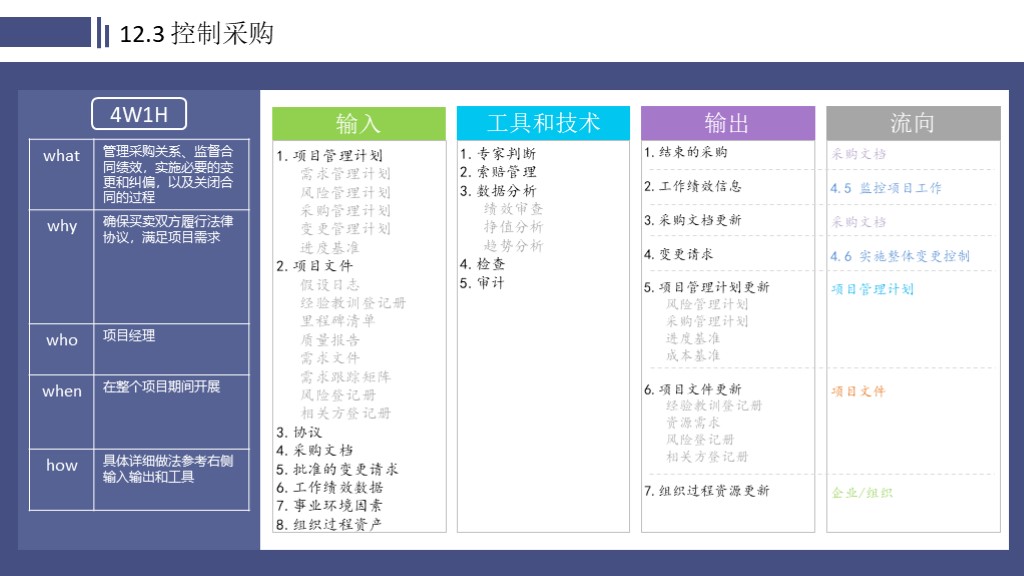 12.3 控制采购
4W1H
what
管理采购关系、监督合
同绩效，实施必要的变
更和纠偏，以及关闭合
同的过程
why
确保买卖双方履行法律
协议，满足项目需求
who
项目经理
when
在整个项目期间开展
how
具体详细做法参考右侧
输入输出和工具
输入
1. 项目管理计划
需求管理计划
风险管理计划
采购管理计划
变更管理计划
进度基准
2. 项目文件
假设日志
经验教训登记册
里程碑清单
质量报告
需求文件
需求跟踪矩阵
风险登记册
相关方登记册
3. 协议
4. 采购文档
5. 批准的变更请求
6. 工作绩效数据
7. 事业环境因素
8. 组织过程资产
工具和技术
1. 专家判断
2. 索赔管理
3. 数据分析
绩效审查
挣值分析
趋势分析
4. 检查
5. 审计
输出
1. 结束的采购
2. 工作绩效信息
3. 采购文档更新
4. 变更请求
5. 项目管理计划更新
风险管理计划
采购管理计划
进度基准
成本基准
6. 项目文件更新
经验教训登记册
资源需求
风险登记册
相关方登记册
7. 组织过程资源更新
流向
采购文档
4.5 监控项目工作
采购文档
4.6 实施整体变更控制
项目管理计划
项目文件
企业/组织